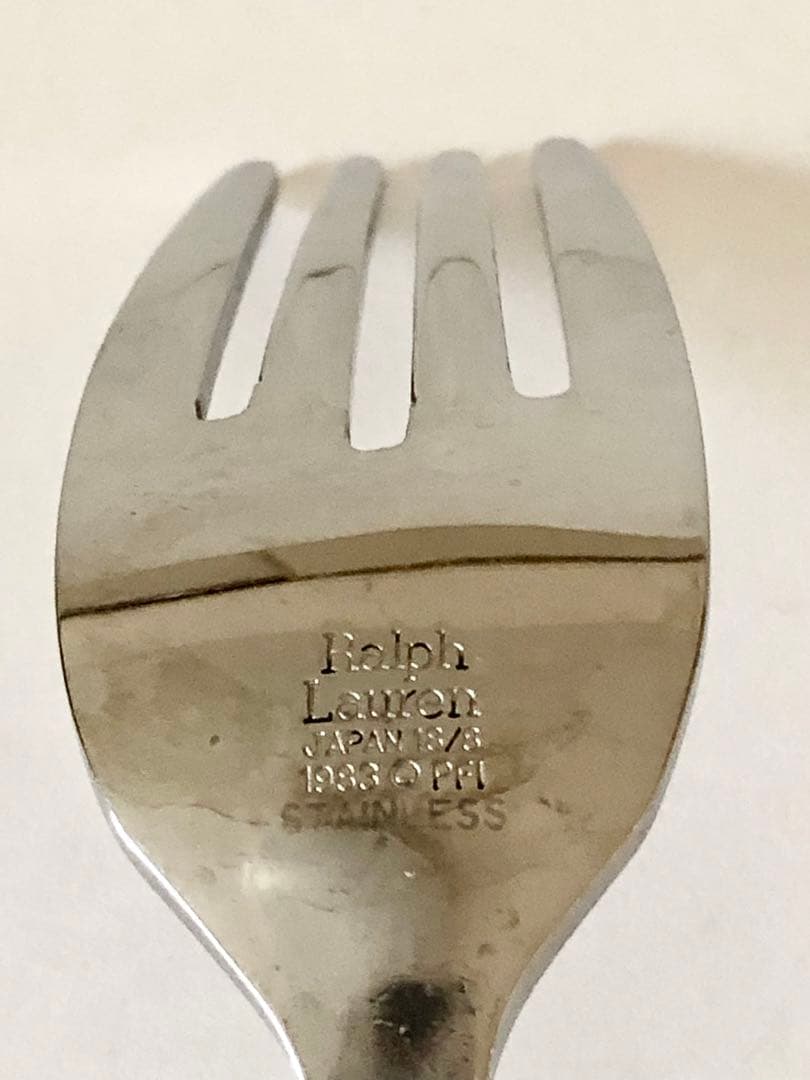 Ralph
Lauren
JAPAN 18/8
1983 © PFI
STAINLESS